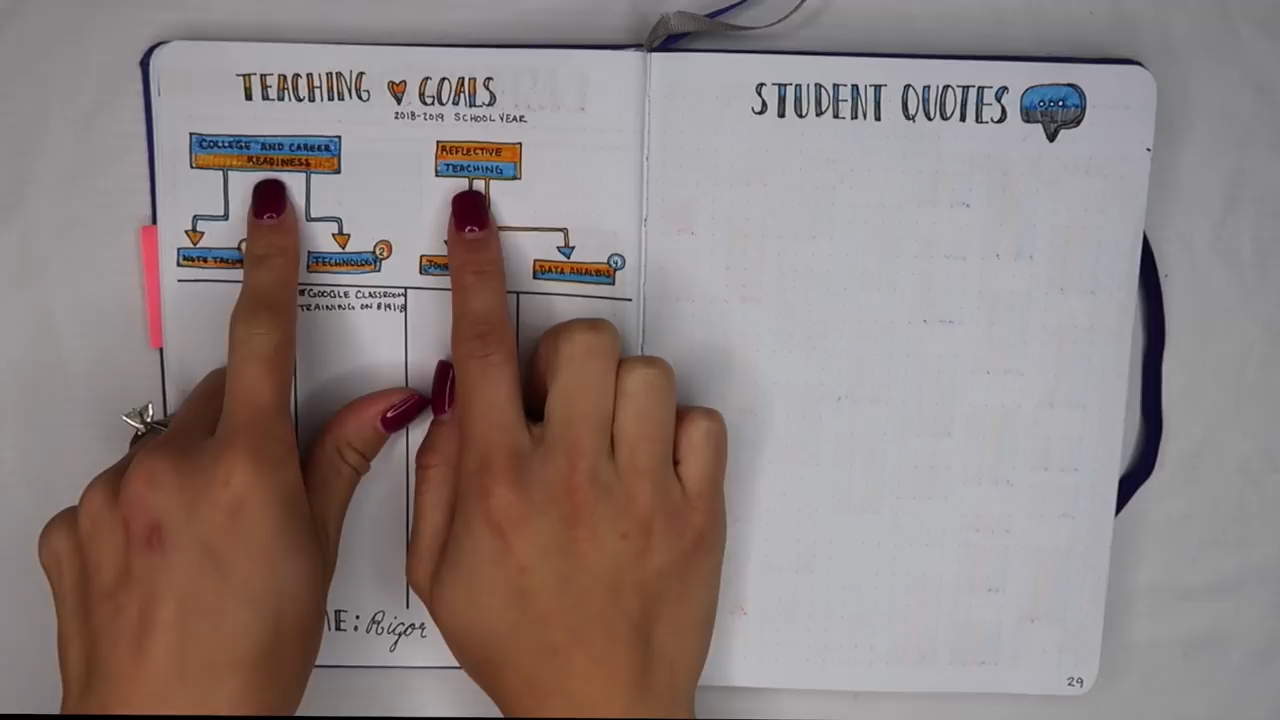 TEACHING GOALS
2018-2019 SCHOOL YEAR
COLLEGE AND CAREER
READINESS
REFLECTIVE
TEACHING
NOTE
TECHNOLOGY
2
DATA ANALYSIS
4
*GOOGLE CLASSROOM
TRAINING ON 8/9/18
Rigor
STUDENT QUOTES
29